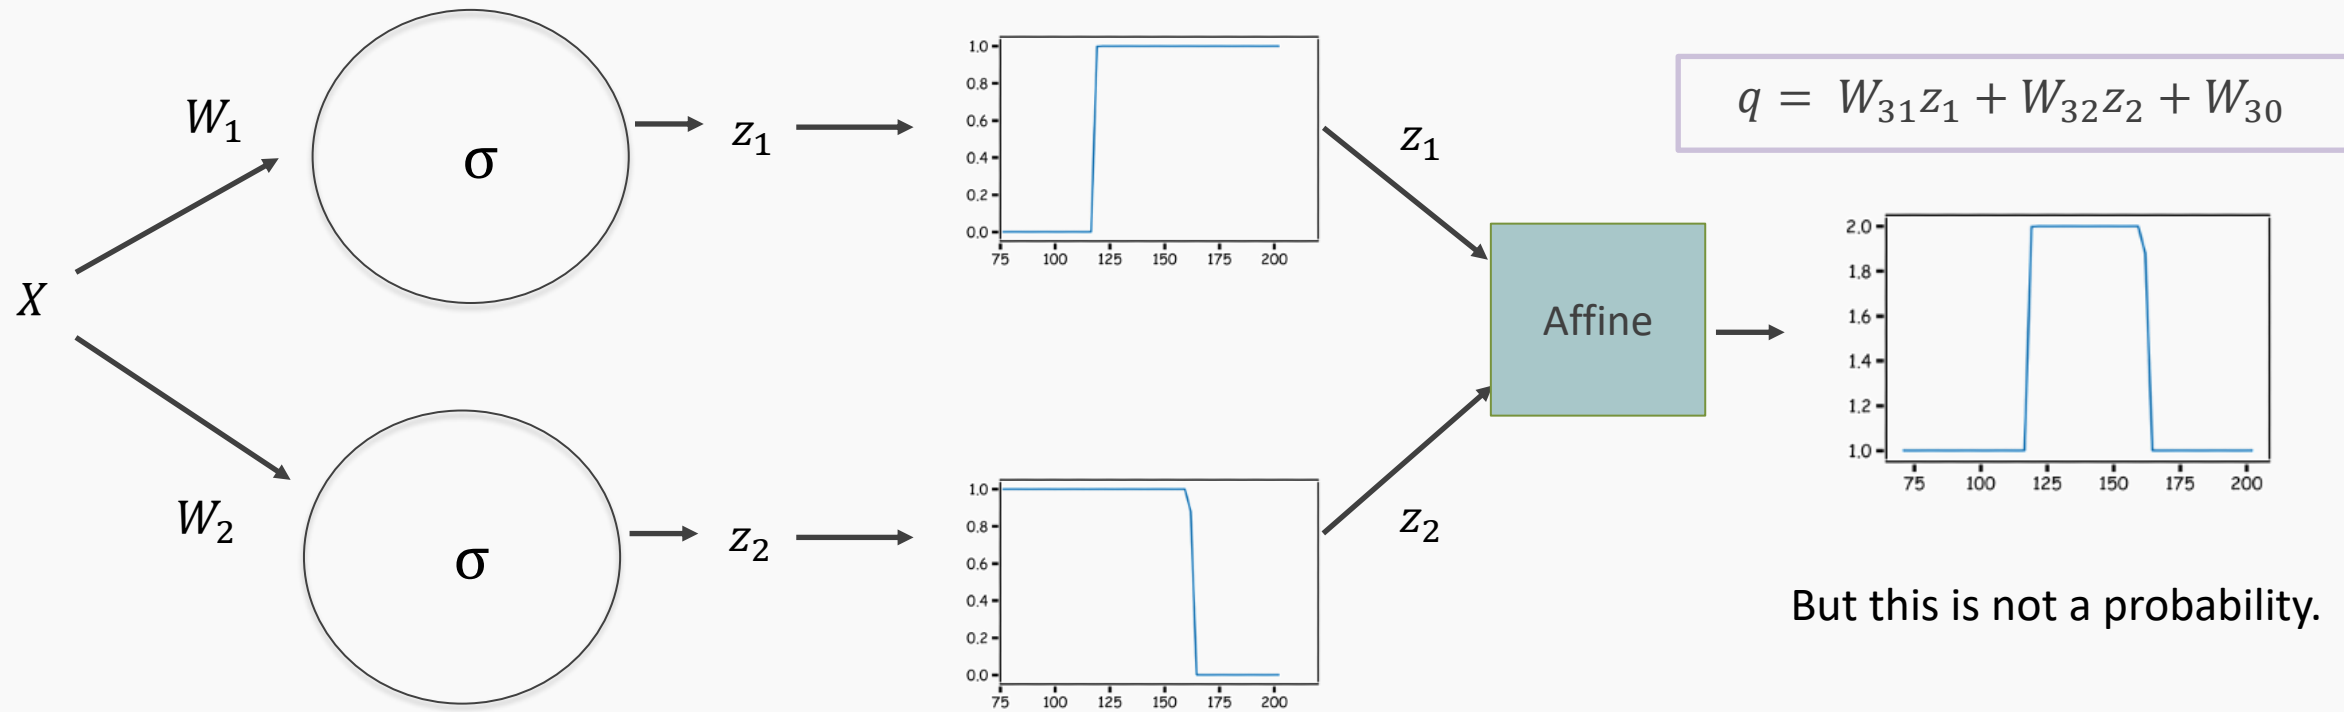 X
W₁
σ
z₁
1.0
0.8
0.6
0.4
0.2
0.0
75 100 125 150 175 200
z₁
q = W₃₁z₁ + W₃₂z₂ + W₃₀
W₂
σ
z₂
1.0
0.8
0.6
0.4
0.2
0.0
75 100 125 150 175 200
z₂
Affine
2.0
1.8
1.6
1.4
1.2
1.0
75 100 125 150 175 200
But this is not a probability.